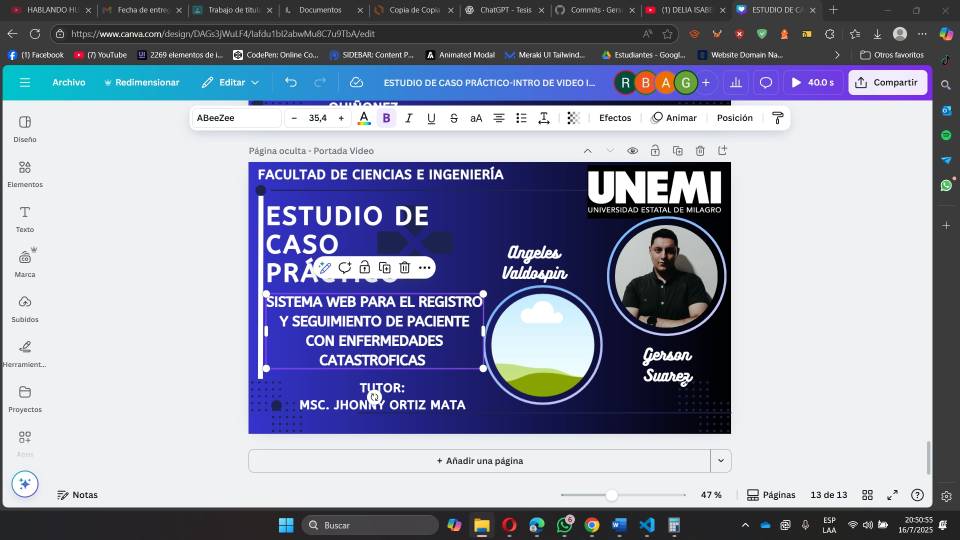 HABLANDO HU
Fecha de entreg
Trabajo de titul
Documentos
Copia de Copia
ChatGPT - Tesis
Commits · Gers
(1) DELIA ISABE
ESTUDIO DE CA
https://www.canva.com/design/DAGs3jWuLF4/Iafdu1bI2abwMu8C7u9TbA/edit
(1) Facebook
(7) YouTube
2269 elementos de i...
CodePen: Online Co...
SIDEBAR: Content P...
Animated Modal
Meraki UI Tailwind...
Estudiantes - Googl...
Website Domain Na...
Otros favoritos
Archivo
Redimensionar
Editar
ESTUDIO DE CASO PRÁCTICO-INTRO DE VIDEO I...
R
B
A
G
+
40.0 s
Compartir
ABeeZee
– 35,4 +
A
B
I
U
S
aA
Efectos
Animar
Posición
Diseño
Elementos
Texto
Marca
Subidos
Herramient...
Proyectos
Apps
QUIÑONEZ
Página oculta - Portada Video
FACULTAD DE CIENCIAS E INGENIERÍA
UNEMI
UNIVERSIDAD ESTATAL DE MILAGRO
ESTUDIO DE
CASO
PRÁCTICO
SISTEMA WEB PARA EL REGISTRO
Y SEGUIMIENTO DE PACIENTE
CON ENFERMEDADES
CATASTROFICAS
TUTOR:
MSC. JHONNY ORTIZ MATA
Angeles
Valdospin
Gerson
Suarez
+ Añadir una página
Notas
47 %
Páginas
13 de 13
Buscar
6
ESP
LAA
20:50:55
16/7/2025